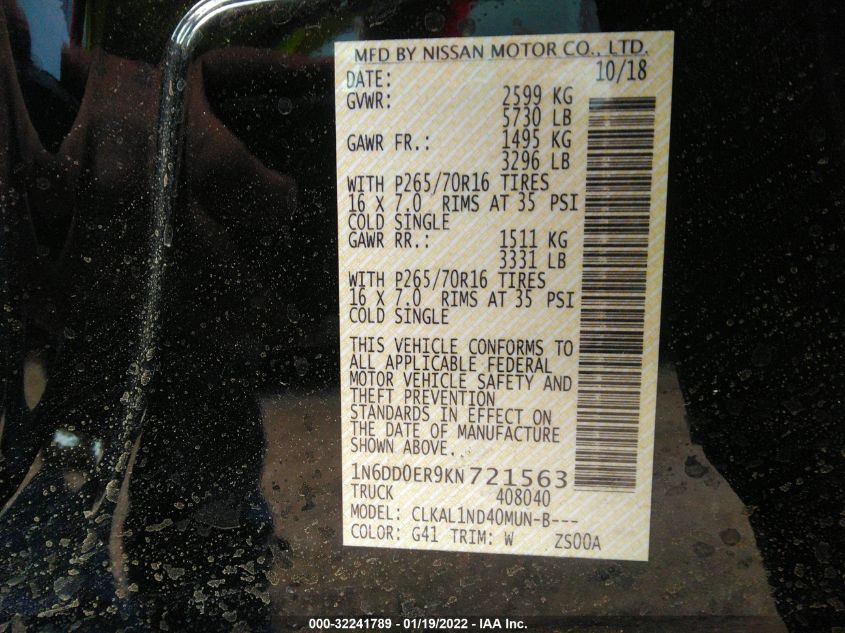 MFD BY NISSAN MOTOR CO., LTD.
DATE: 10/18
GVWR: 2599 KG
5730 LB
GAWR FR.: 1495 KG
3296 LB
WITH P265/70R16 TIRES
16 X 7.0 RIMS AT 35 PSI
COLD SINGLE
GAWR RR.: 1511 KG
3331 LB
WITH P265/70R16 TIRES
16 X 7.0 RIMS AT 35 PSI
COLD SINGLE
THIS VEHICLE CONFORMS TO
ALL APPLICABLE FEDERAL
MOTOR VEHICLE SAFETY AND
THEFT PREVENTION
STANDARDS IN EFFECT ON
THE DATE OF MANUFACTURE
SHOWN ABOVE...
1N6DD0ER9KN721563
TRUCK 408040
MODEL: CLKAL1ND40MUN-B---
COLOR: G41 TRIM: W ZS00A
000-32241789 - 01/19/2022 - IAA Inc.